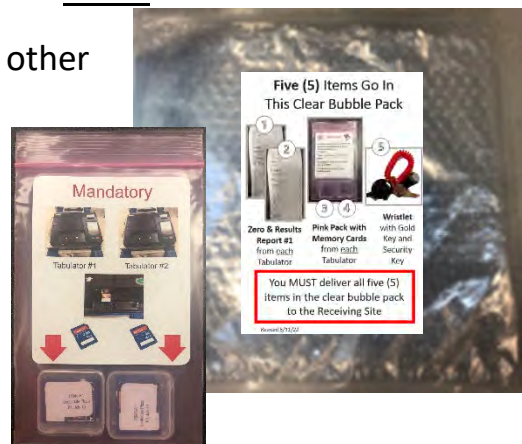 other
Five (5) Items Go In
This Clear Bubble Pack
1
2
3 4
5
Zero & Results
Report #1
from each
Tabulator
Pink Pack with
Memory Cards
from each
Tabulator
Wristlet
with Gold
Key and
Security
Key
You MUST deliver all five (5)
items in the clear bubble pack
to the Receiving Site
Mandatory
Tabulator #1 Tabulator #2